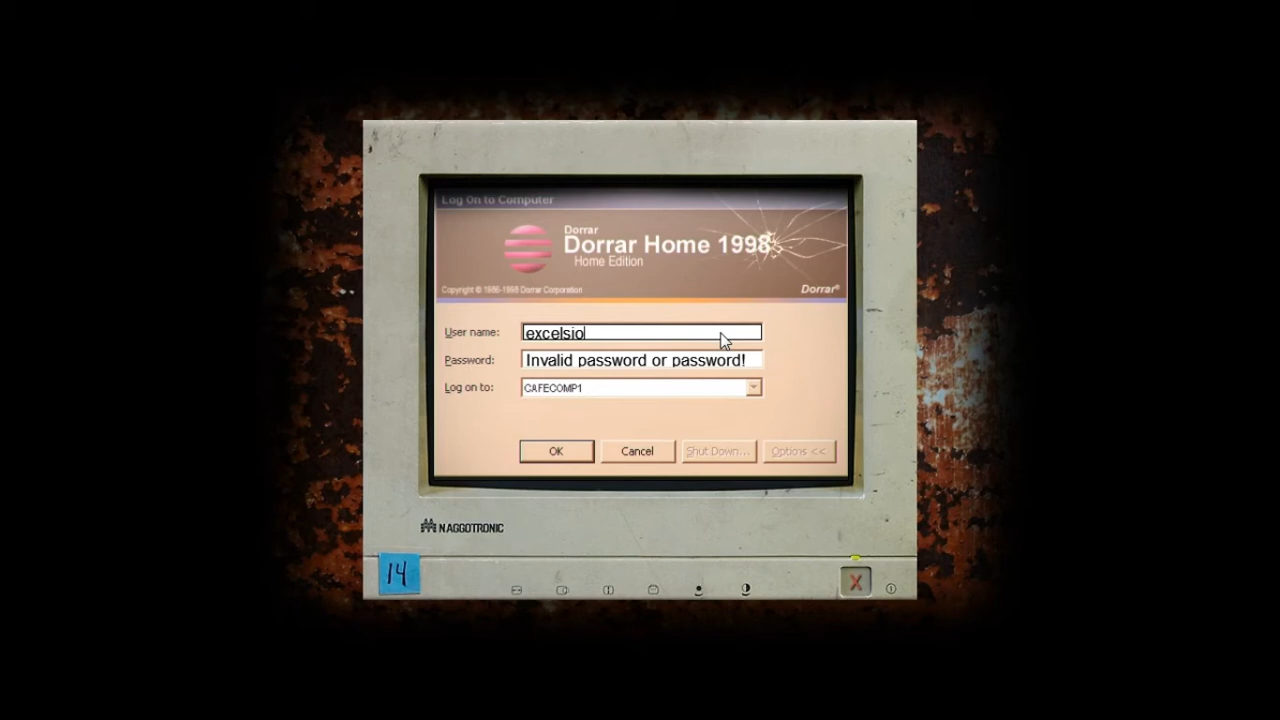 Log On to Computer
Dorrar
Dorrar Home 1998
Home Edition
Copyright © 1986-1998 Dorrar Corporation
Dorrar®
User name: excelsio
Password: Invalid password or password!
Log on to: CAFECOMP1
OK Cancel Shut Down... Options <<
NAGGOTRONIC
14
X